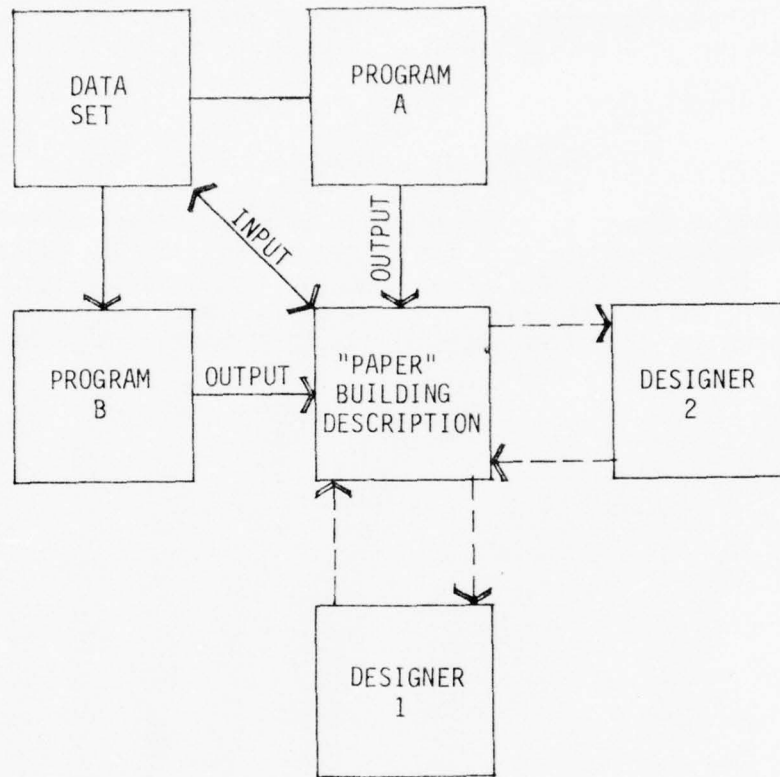 DATA
SET
PROGRAM
A
INPUT
OUTPUT
PROGRAM
B
OUTPUT
"PAPER"
BUILDING
DESCRIPTION
DESIGNER
2
DESIGNER
1